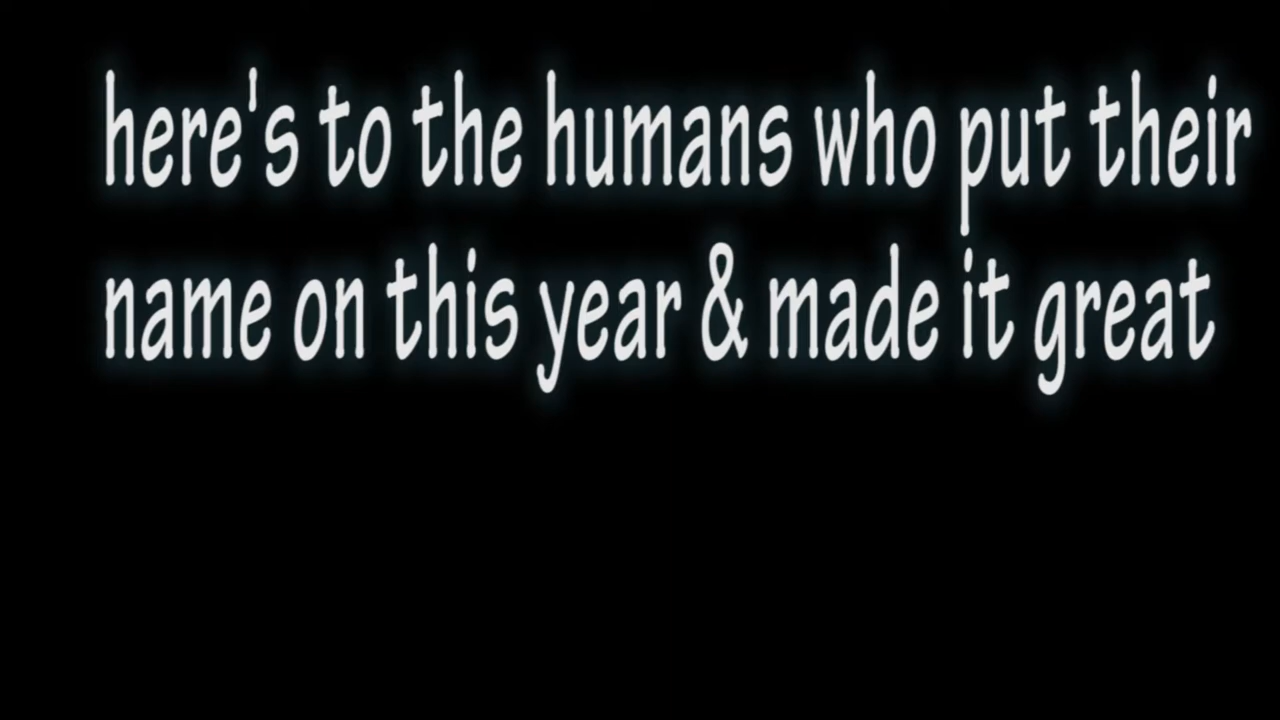 here's to the humans who put their
name on this year & made it great